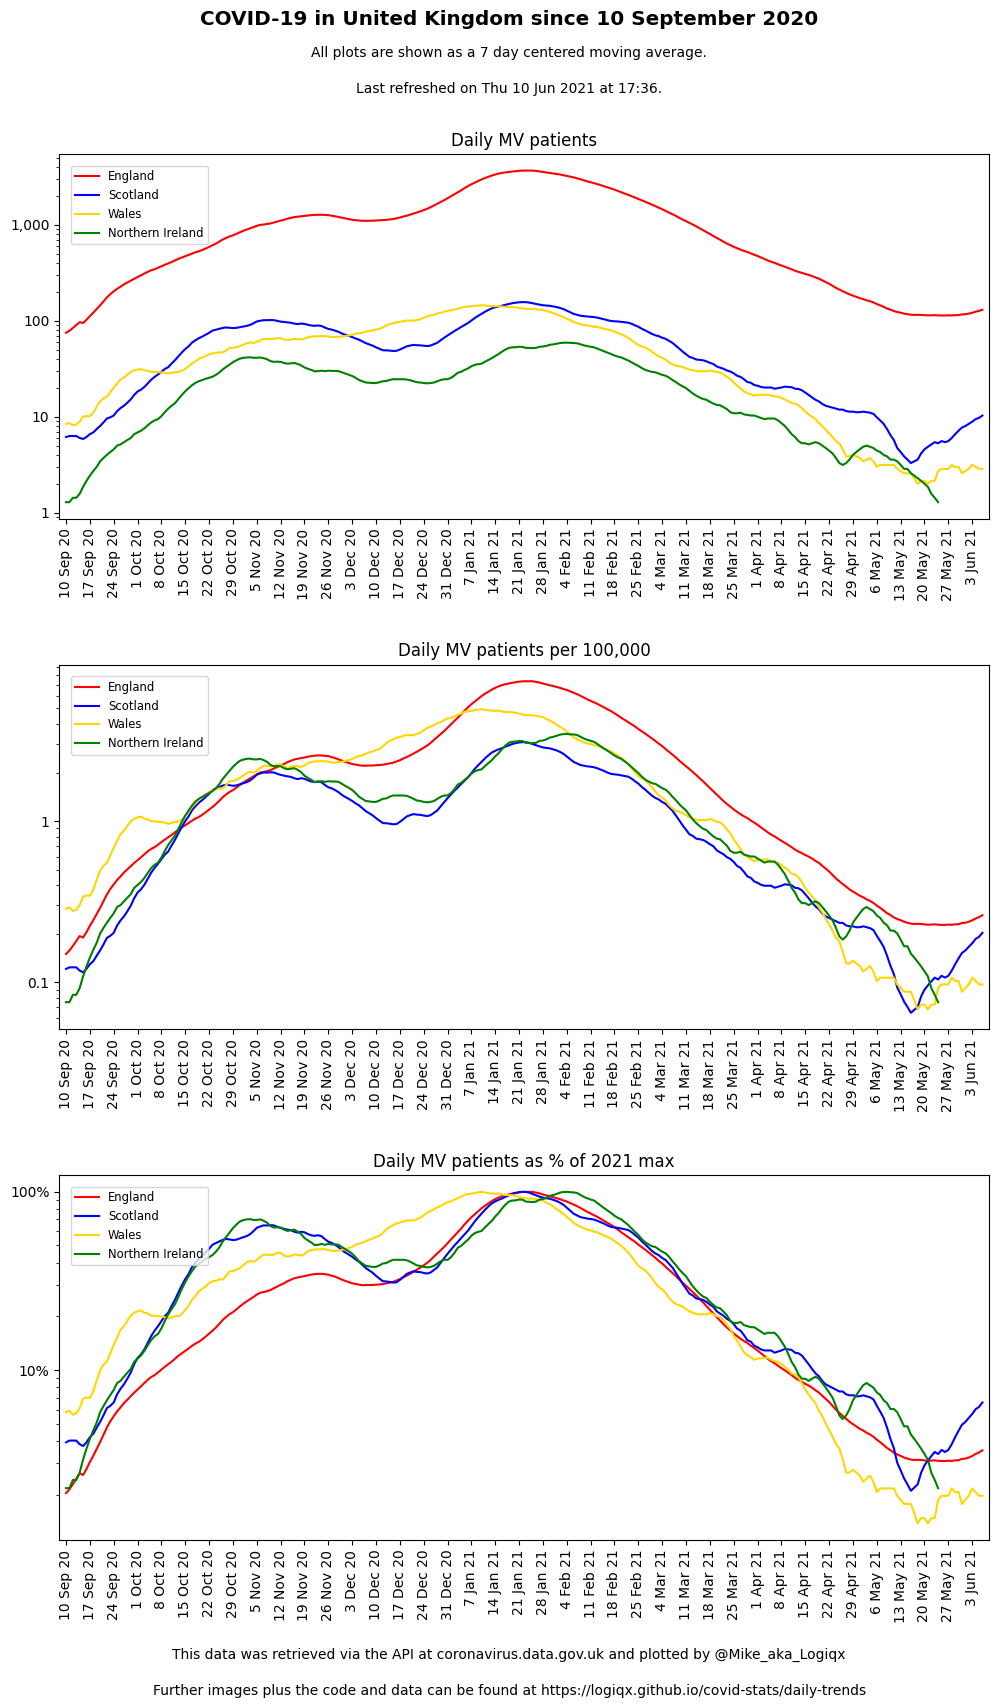 COVID-19 in United Kingdom since 10 September 2020
All plots are shown as a 7 day centered moving average.
Last refreshed on Thu 10 Jun 2021 at 17:36.
Daily MV patients
England
Scotland
Wales
Northern Ireland
1,000
100
10
1
10 Sep 20
17 Sep 20
24 Sep 20
1 Oct 20
8 Oct 20
15 Oct 20
22 Oct 20
29 Oct 20
5 Nov 20
12 Nov 20
19 Nov 20
26 Nov 20
3 Dec 20
10 Dec 20
17 Dec 20
24 Dec 20
31 Dec 20
7 Jan 21
14 Jan 21
21 Jan 21
28 Jan 21
4 Feb 21
11 Feb 21
18 Feb 21
25 Feb 21
4 Mar 21
11 Mar 21
18 Mar 21
25 Mar 21
1 Apr 21
8 Apr 21
15 Apr 21
22 Apr 21
29 Apr 21
6 May 21
13 May 21
20 May 21
27 May 21
3 Jun 21
Daily MV patients per 100,000
England
Scotland
Wales
Northern Ireland
1
0.1
10 Sep 20
17 Sep 20
24 Sep 20
1 Oct 20
8 Oct 20
15 Oct 20
22 Oct 20
29 Oct 20
5 Nov 20
12 Nov 20
19 Nov 20
26 Nov 20
3 Dec 20
10 Dec 20
17 Dec 20
24 Dec 20
31 Dec 20
7 Jan 21
14 Jan 21
21 Jan 21
28 Jan 21
4 Feb 21
11 Feb 21
18 Feb 21
25 Feb 21
4 Mar 21
11 Mar 21
18 Mar 21
25 Mar 21
1 Apr 21
8 Apr 21
15 Apr 21
22 Apr 21
29 Apr 21
6 May 21
13 May 21
20 May 21
27 May 21
3 Jun 21
Daily MV patients as % of 2021 max
England
Scotland
Wales
Northern Ireland
100%
10%
10 Sep 20
17 Sep 20
24 Sep 20
1 Oct 20
8 Oct 20
15 Oct 20
22 Oct 20
29 Oct 20
5 Nov 20
12 Nov 20
19 Nov 20
26 Nov 20
3 Dec 20
10 Dec 20
17 Dec 20
24 Dec 20
31 Dec 20
7 Jan 21
14 Jan 21
21 Jan 21
28 Jan 21
4 Feb 21
11 Feb 21
18 Feb 21
25 Feb 21
4 Mar 21
11 Mar 21
18 Mar 21
25 Mar 21
1 Apr 21
8 Apr 21
15 Apr 21
22 Apr 21
29 Apr 21
6 May 21
13 May 21
20 May 21
27 May 21
3 Jun 21
This data was retrieved via the API at coronavirus.data.gov.uk and plotted by @Mike_aka_Logiqx
Further images plus the code and data can be found at https://logiqx.github.io/covid-stats/daily-trends